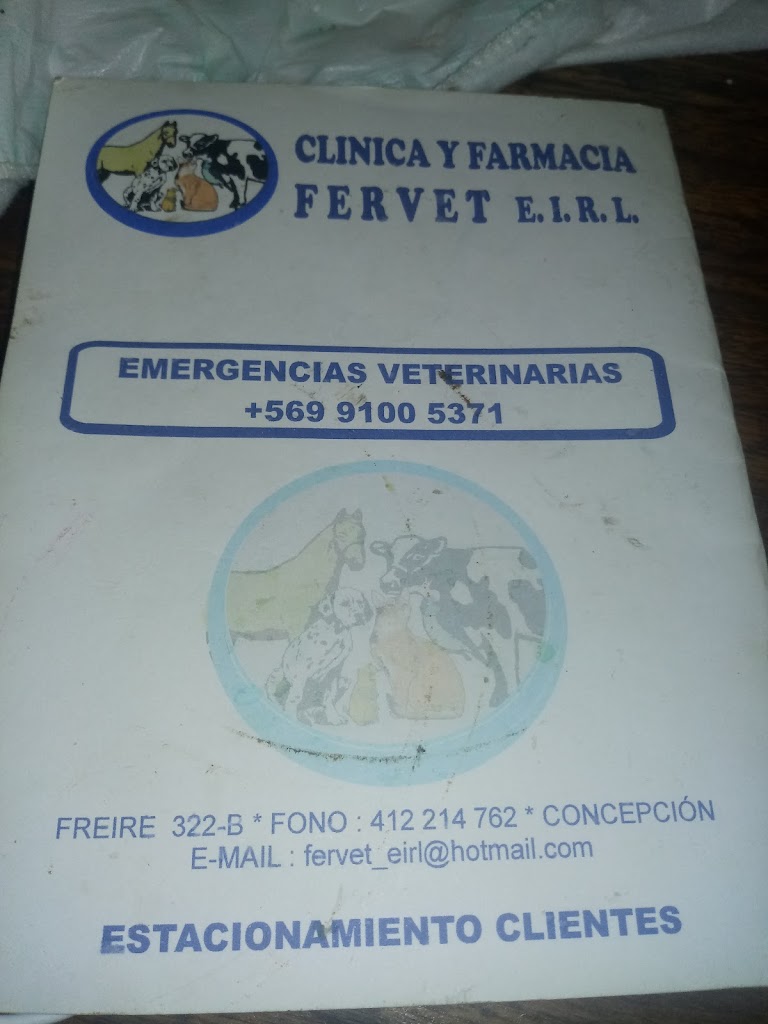 CLINICA Y FARMACIA
FERVET E.I.R.L.
EMERGENCIAS VETERINARIAS
+569 9100 5371
FREIRE 322-B * FONO : 412 214 762 * CONCEPCIÓN
E-MAIL : fervet_eirl@hotmail.com
ESTACIONAMIENTO CLIENTES